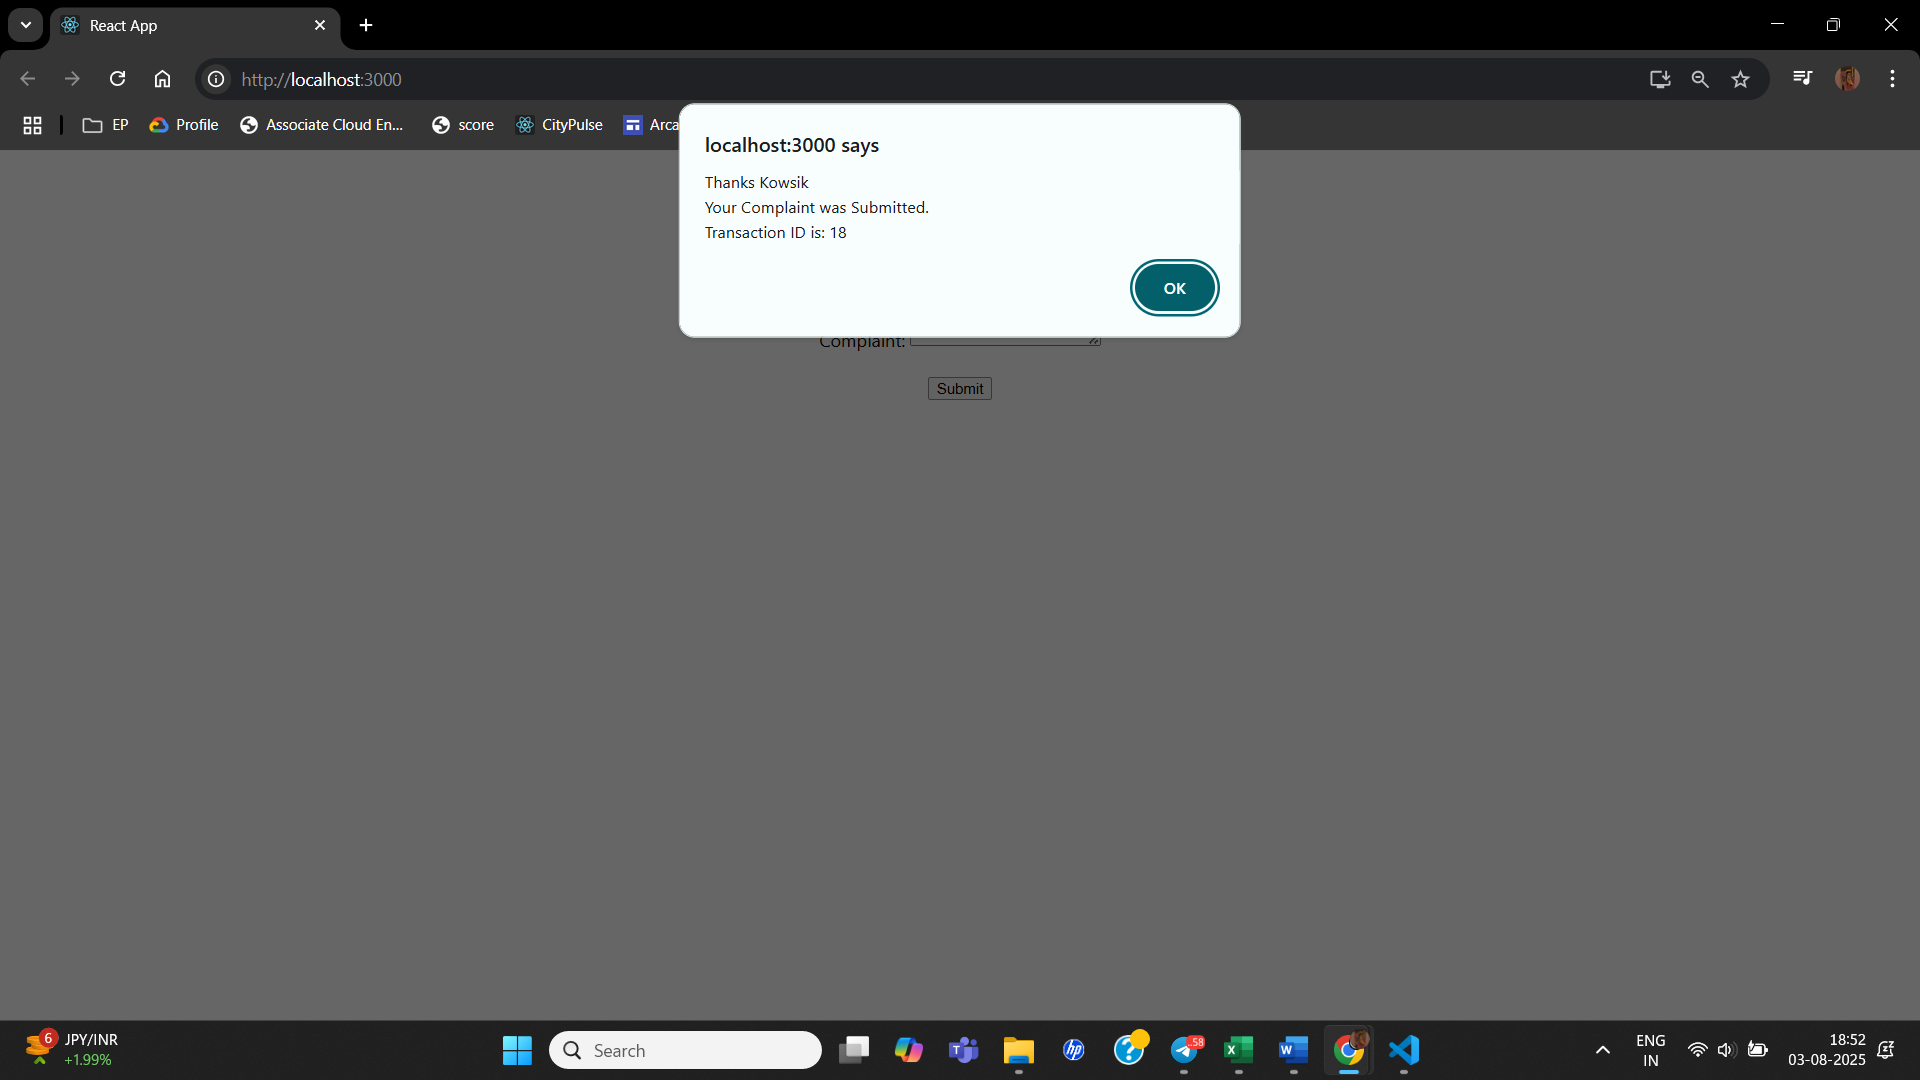 React App
http://localhost:3000
EP
Profile
Associate Cloud En...
score
CityPulse
Arca
localhost:3000 says
Thanks Kowsik
Your Complaint was Submitted.
Transaction ID is: 18
OK
Complaint:
Submit
6
JPY/INR
+1.99%
Search
.58
ENG
IN
18:52
03-08-2025